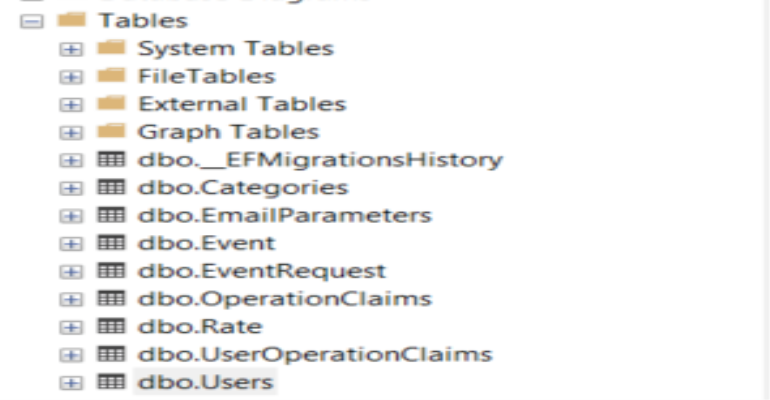 Tables
System Tables
FileTables
External Tables
Graph Tables
dbo.__EFMigrationsHistory
dbo.Categories
dbo.EmailParameters
dbo.Event
dbo.EventRequest
dbo.OperationClaims
dbo.Rate
dbo.UserOperationClaims
dbo.Users